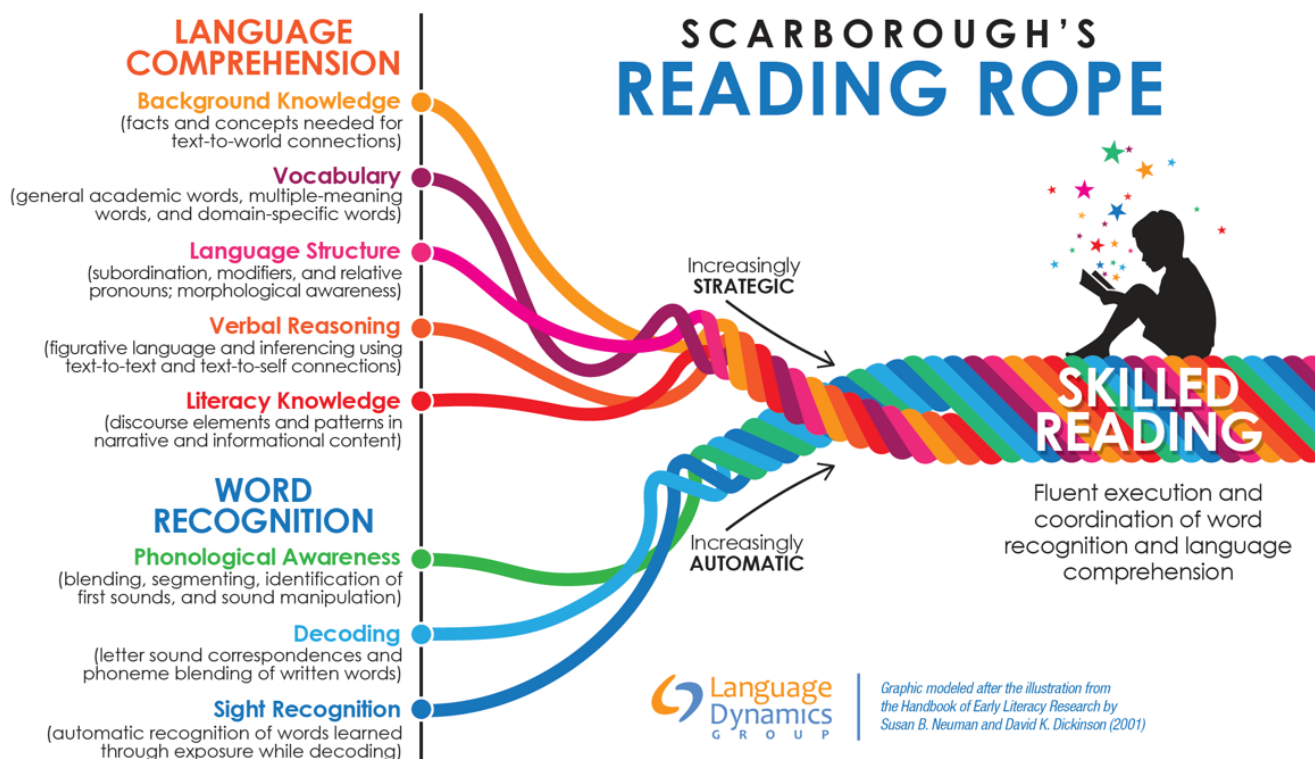 LANGUAGE
COMPREHENSION
Background Knowledge
(facts and concepts needed for
text-to-world connections)
Vocabulary
(general academic words, multiple-meaning
words, and domain-specific words)
Language Structure
(subordination, modifiers, and relative
pronouns; morphological awareness)
Verbal Reasoning
(figurative language and inferencing using
text-to-text and text-to-self connections)
Literacy Knowledge
(discourse elements and patterns in
narrative and informational content)
WORD
RECOGNITION
Phonological Awareness
(blending, segmenting, identification of
first sounds, and sound manipulation)
Decoding
(letter sound correspondences and
phoneme blending of written words)
Sight Recognition
(automatic recognition of words learned
through exposure while decoding)
SCARBOROUGH'S
READING ROPE
Increasingly
STRATEGIC
Increasingly
AUTOMATIC
SKILLED
READING
Fluent execution and
coordination of word
recognition and language
comprehension
Language
Dynamics
GROUP
Graphic modeled after the illustration from
the Handbook of Early Literacy Research by
Susan B. Neuman and David K. Dickinson (2001)